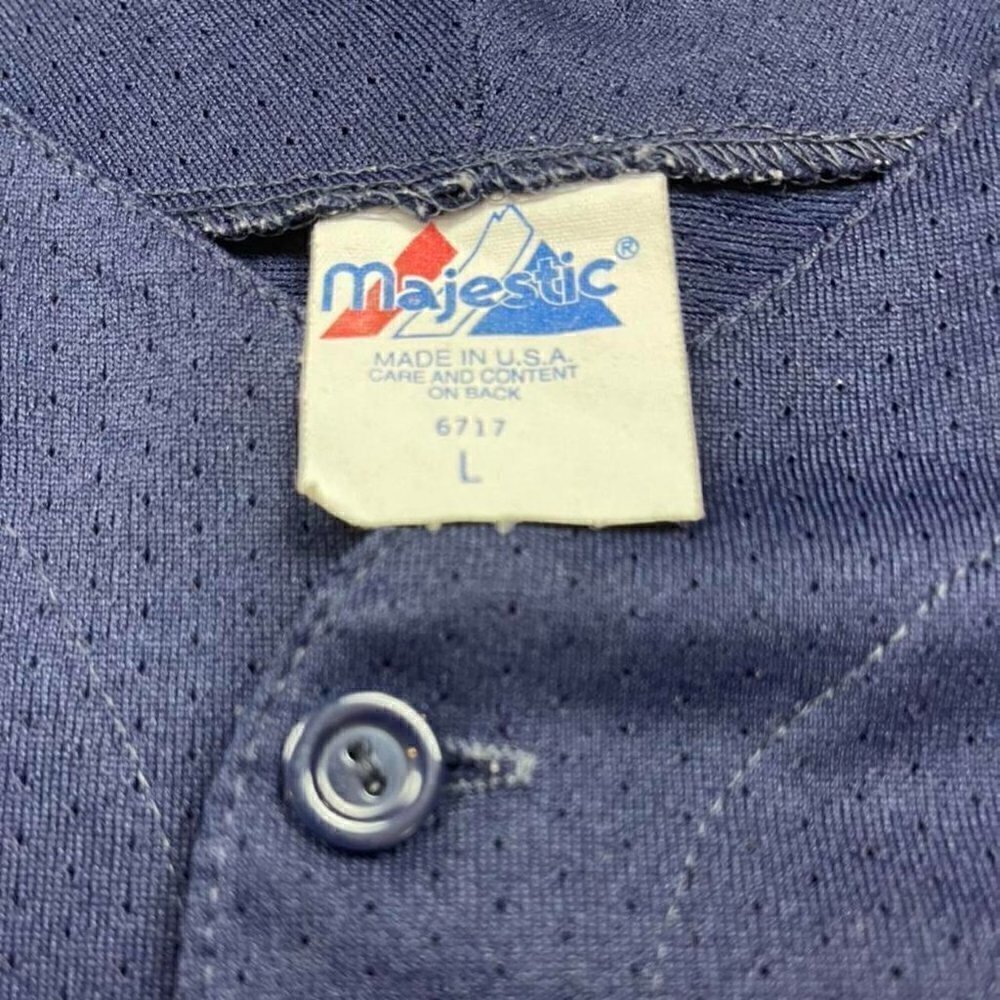 majestic®
MADE IN U.S.A.
CARE AND CONTENT
ON BACK
6717
L